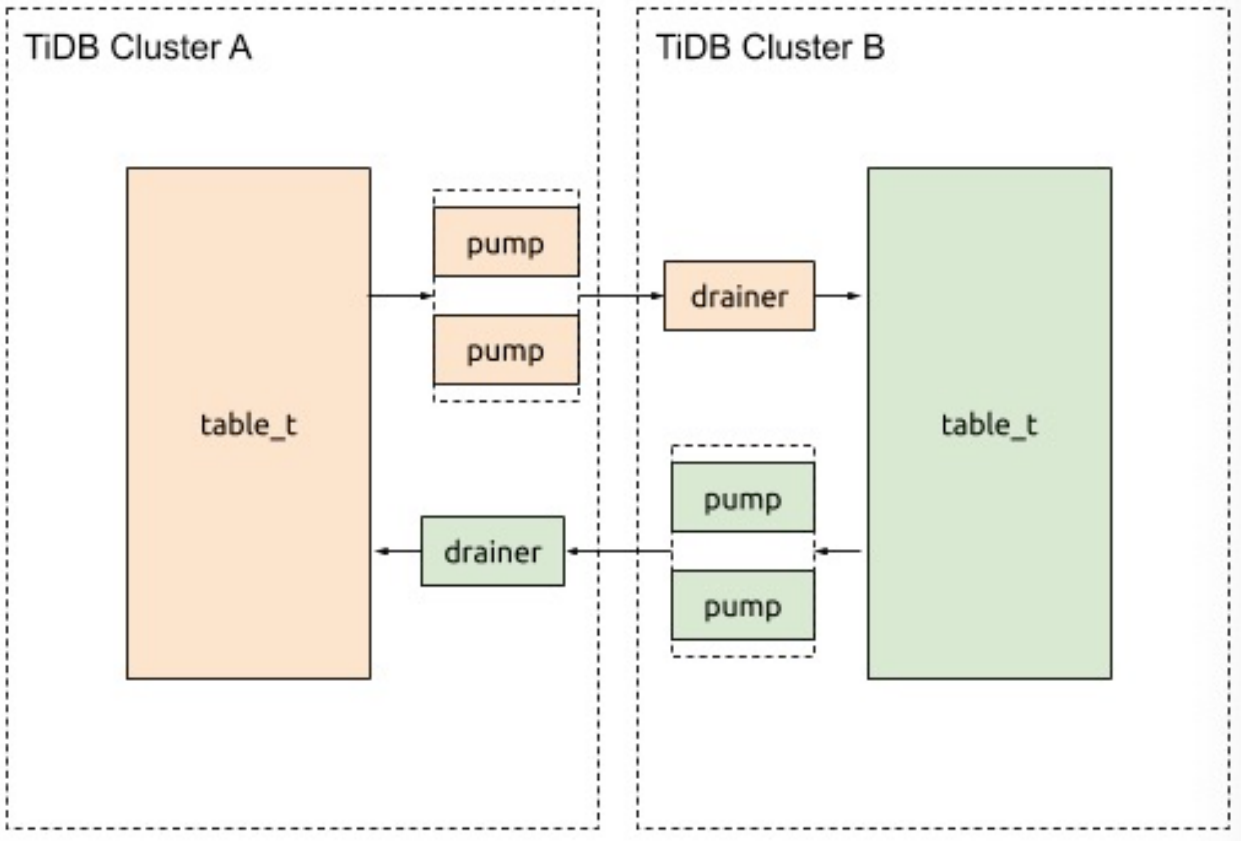 TiDB Cluster A
TiDB Cluster B
pump
pump
drainer
table_t
table_t
drainer
pump
pump